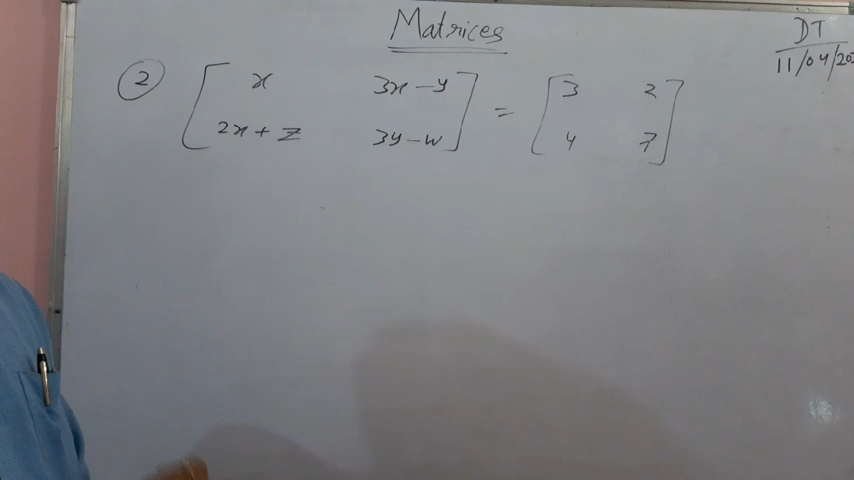 Matrices
DT
11/04/20
② [ x 3x-y ] = [ 3 2 ]
[ 2x+z 3y-w ] [ 4 7 ]